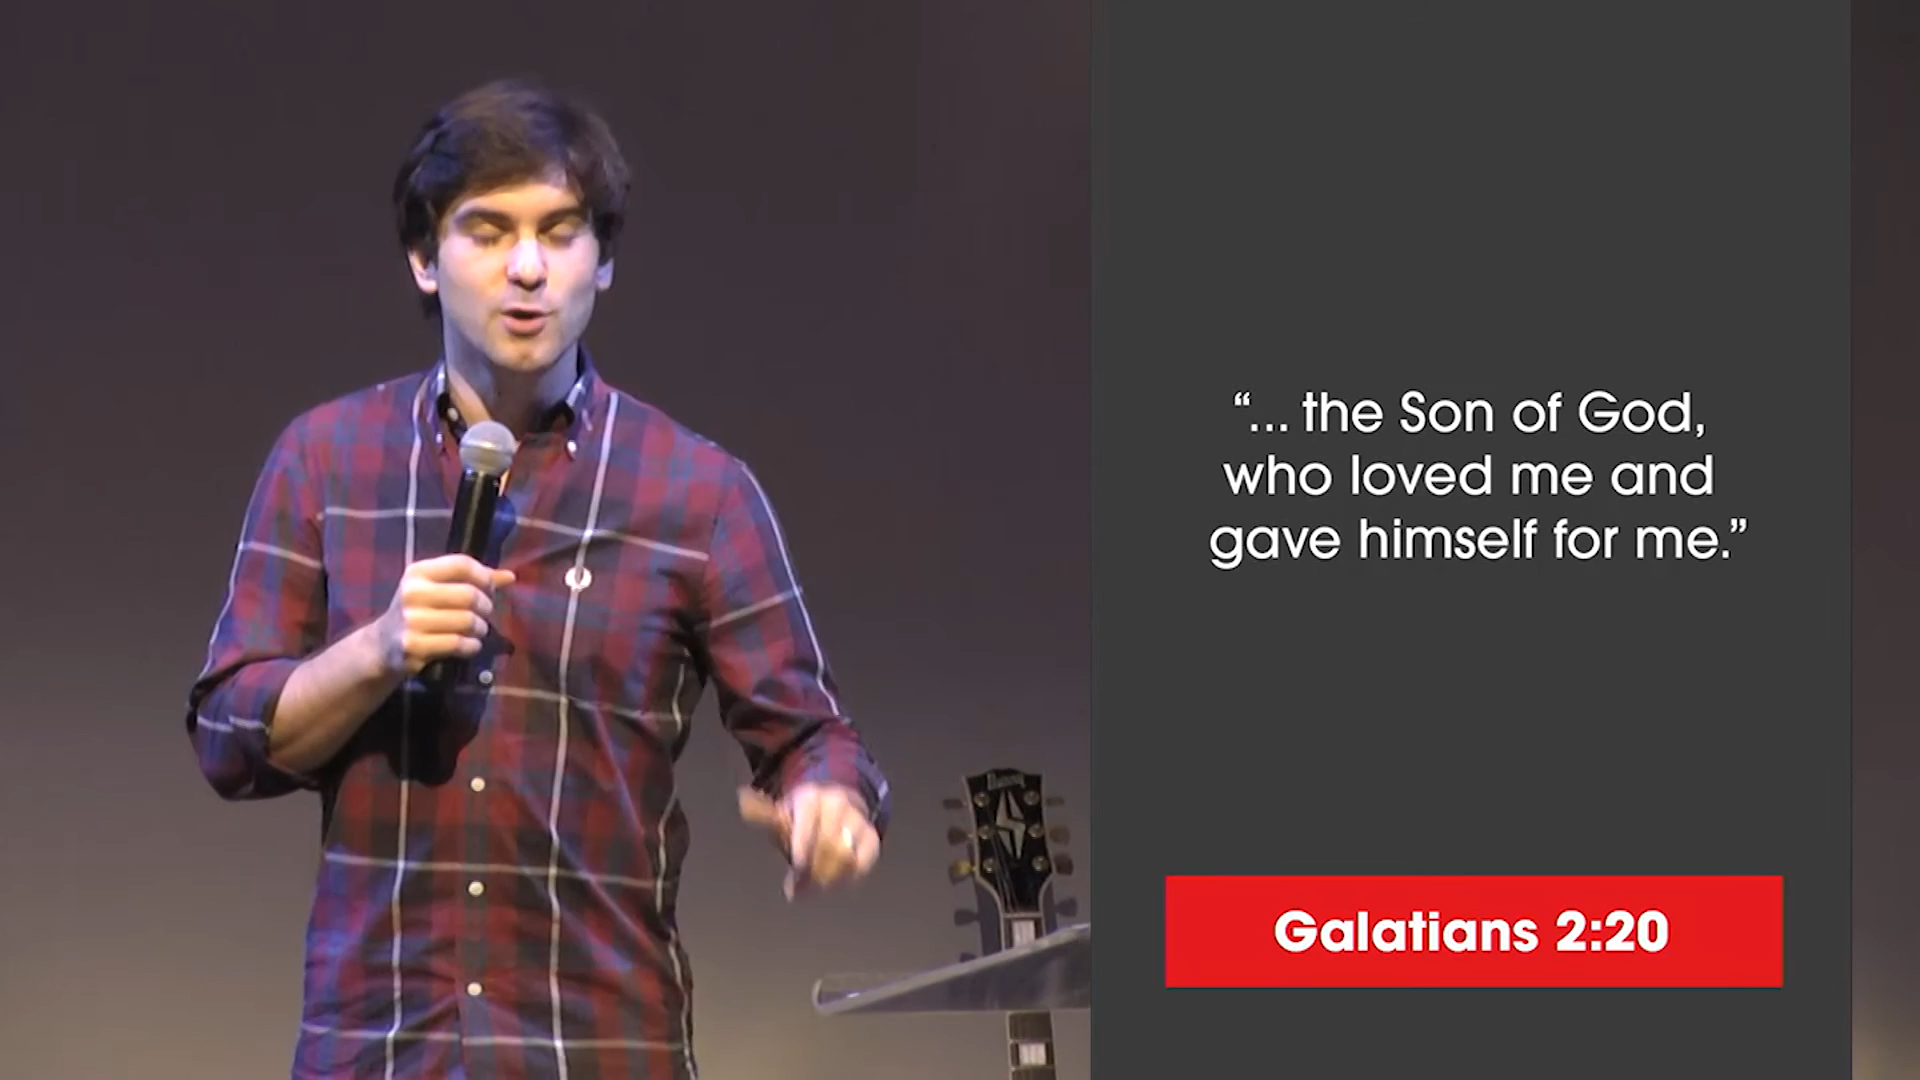 “... the Son of God,
who loved me and
gave himself for me.”
Galatians 2:20